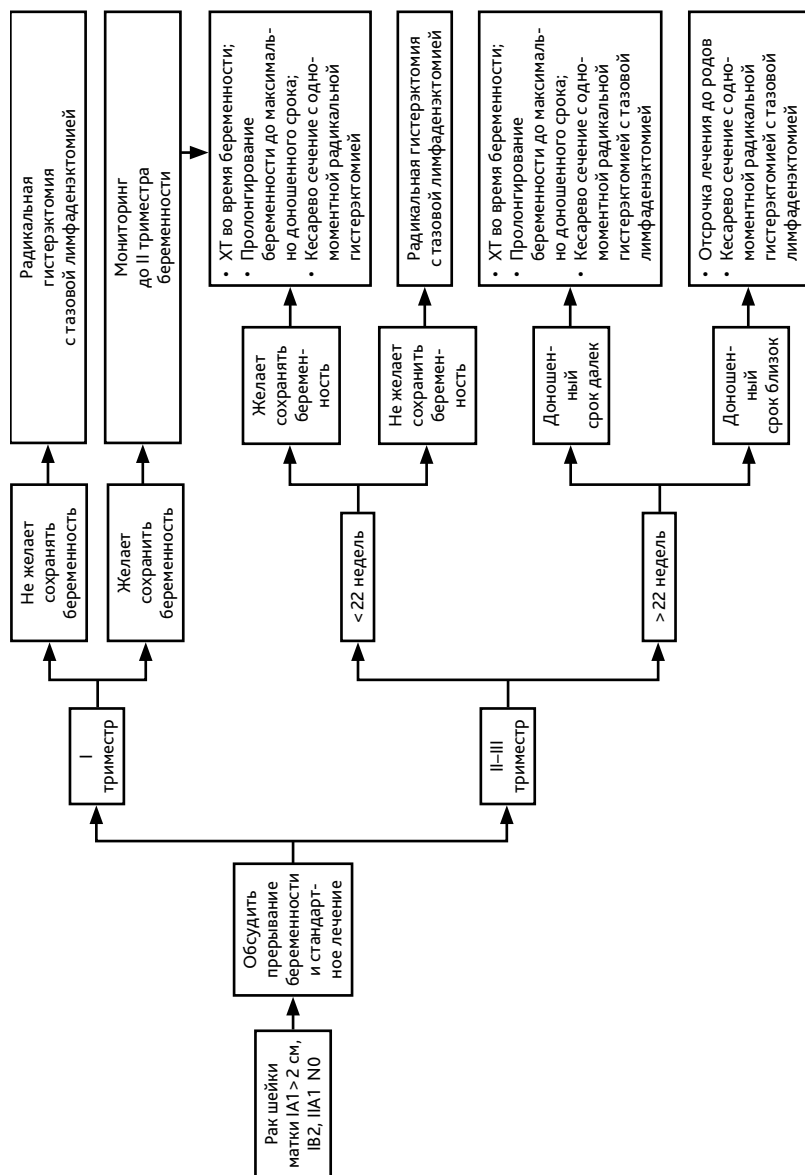 Рак шейки
матки IA1 > 2 см,
IB2, IIA1 N0
Обсудить
прерывание
беременности
и стандарт-
ное лечение
I
триместр
II–III
триместр
Не желает
сохранять
беременность
Желает
сохранить
беременность
< 22 недель
> 22 недель
Желает
сохранять
беремен-
ность
Не желает
сохранить
беремен-
ность
Доношен-
ный
срок далек
Доношен-
ный
срок близок
Радикальная
гистерэктомия
с тазовой лимфаденэктомией
Мониторинг
до II триместра
беременности
• ХТ во время беременности;
• Пролонгирование
беременности до максималь-
но доношенного срока;
• Кесарево сечение с одно-
моментной радикальной
гистерэктомией
Радикальная гистерэктомия
с тазовой лимфаденэктомией
• ХТ во время беременности;
• Пролонгирование
беременности до максималь-
но доношенного срока;
• Кесарево сечение с одно-
моментной радикальной
гистерэктомией с тазовой
лимфаденэктомией
• Отсрочка лечения до родов
• Кесарево сечение с одно-
моментной радикальной
гистерэктомией с тазовой
лимфаденэктомией